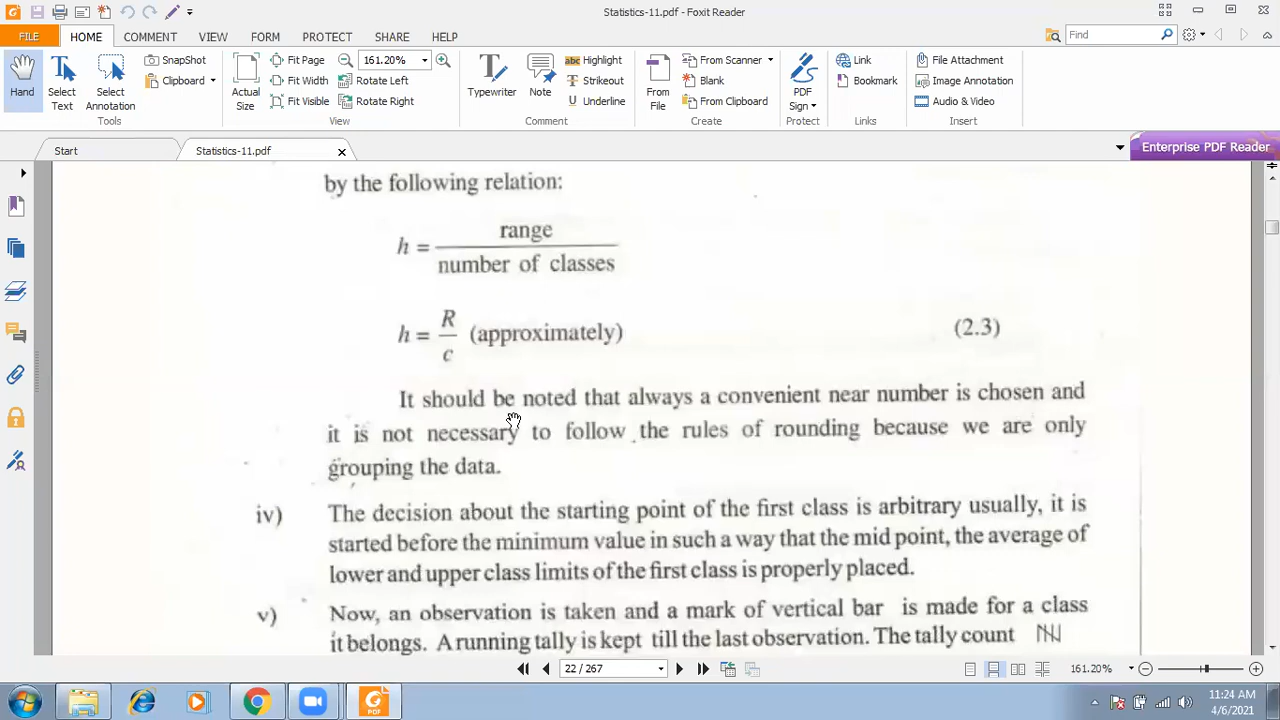 Statistics-11.pdf - Foxit Reader
FILE HOME COMMENT VIEW FORM PROTECT SHARE HELP Find
Hand Select Text Select Annotation SnapShot Clipboard Tools
Actual Size Fit Page Fit Width Fit Visible 161.20% Rotate Left Rotate Right View
Typewriter Note Highlight Strikeout Underline Comment
From File From Scanner Blank From Clipboard Create
PDF Sign Protect
Link Bookmark Links
File Attachment Image Annotation Audio & Video Insert
Start Statistics-11.pdf Enterprise PDF Reader
by the following relation:
h = range / number of classes
h = R / c (approximately) (2.3)
It should be noted that always a convenient near number is chosen and
it is not necessary to follow the rules of rounding because we are only
grouping the data.
iv) The decision about the starting point of the first class is arbitrary usually, it is
started before the minimum value in such a way that the mid point, the average of
lower and upper class limits of the first class is properly placed.
v) Now, an observation is taken and a mark of vertical bar is made for a class
it belongs. A running tally is kept till the last observation. The tally count
22 / 267 161.20%
11:24 AM
4/6/2021